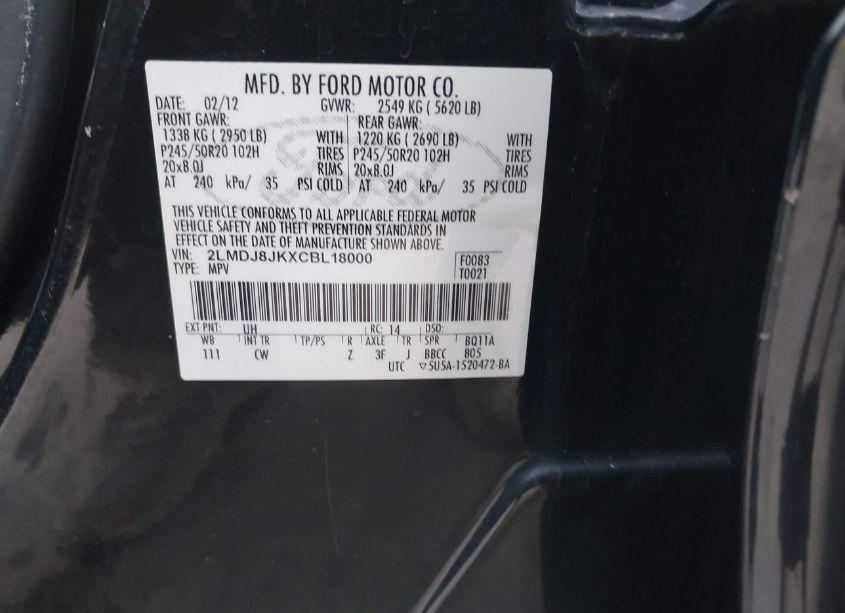 MFD. BY FORD MOTOR CO.
DATE: 02/12 GVWR: 2549 KG ( 5620 LB)
FRONT GAWR: REAR GAWR:
1338 KG ( 2950 LB) WITH 1220 KG ( 2690 LB) WITH
P245/50R20 102H TIRES P245/50R20 102H TIRES
20x8.0J RIMS 20x8.0J RIMS
AT 240 kPa/ 35 PSI COLD AT 240 kPa/ 35 PSI COLD
THIS VEHICLE CONFORMS TO ALL APPLICABLE FEDERAL MOTOR
VEHICLE SAFETY AND THEFT PREVENTION STANDARDS IN
EFFECT ON THE DATE OF MANUFACTURE SHOWN ABOVE.
VIN: 2LMDJ8JKXCBL18000 F0083
TYPE: MPV T0021
EXT PNT: UH RC: 14 DSO:
WB INT TR TP/PS R AXLE TR SPR BQ11A
111 CW Z 3F J BBCC B05
UTC ▽5U5A-1520472-BA